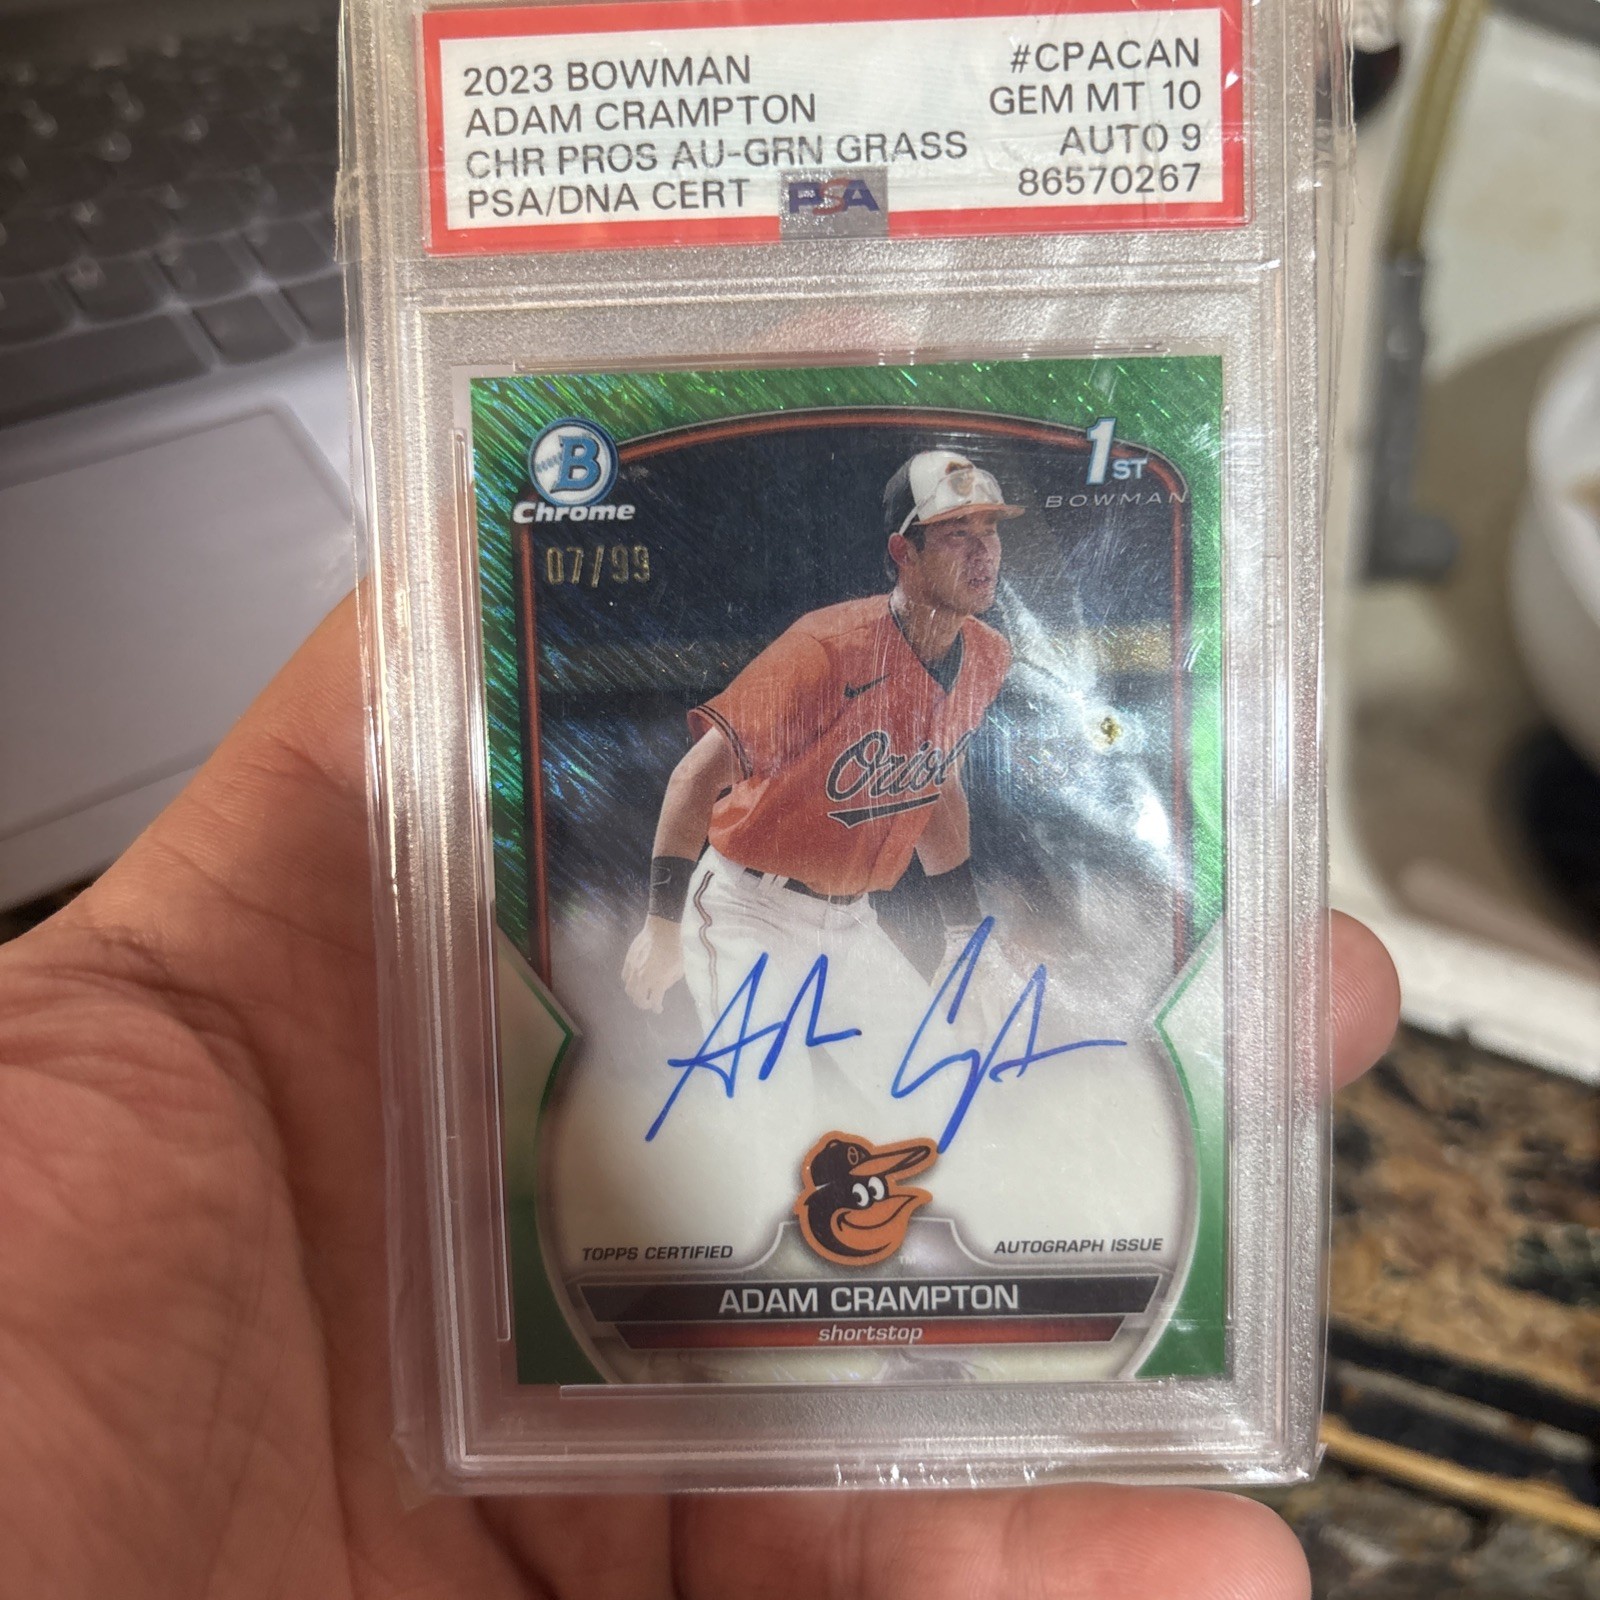 2023 BOWMAN #CPACAN
ADAM CRAMPTON GEM MT 10
CHR PROS AU-GRN GRASS AUTO 9
PSA/DNA CERT PSA 86570267
B
Chrome
1ST
BOWMAN
07/99
Oriol
TOPPS CERTIFIED
AUTOGRAPH ISSUE
ADAM CRAMPTON
shortstop